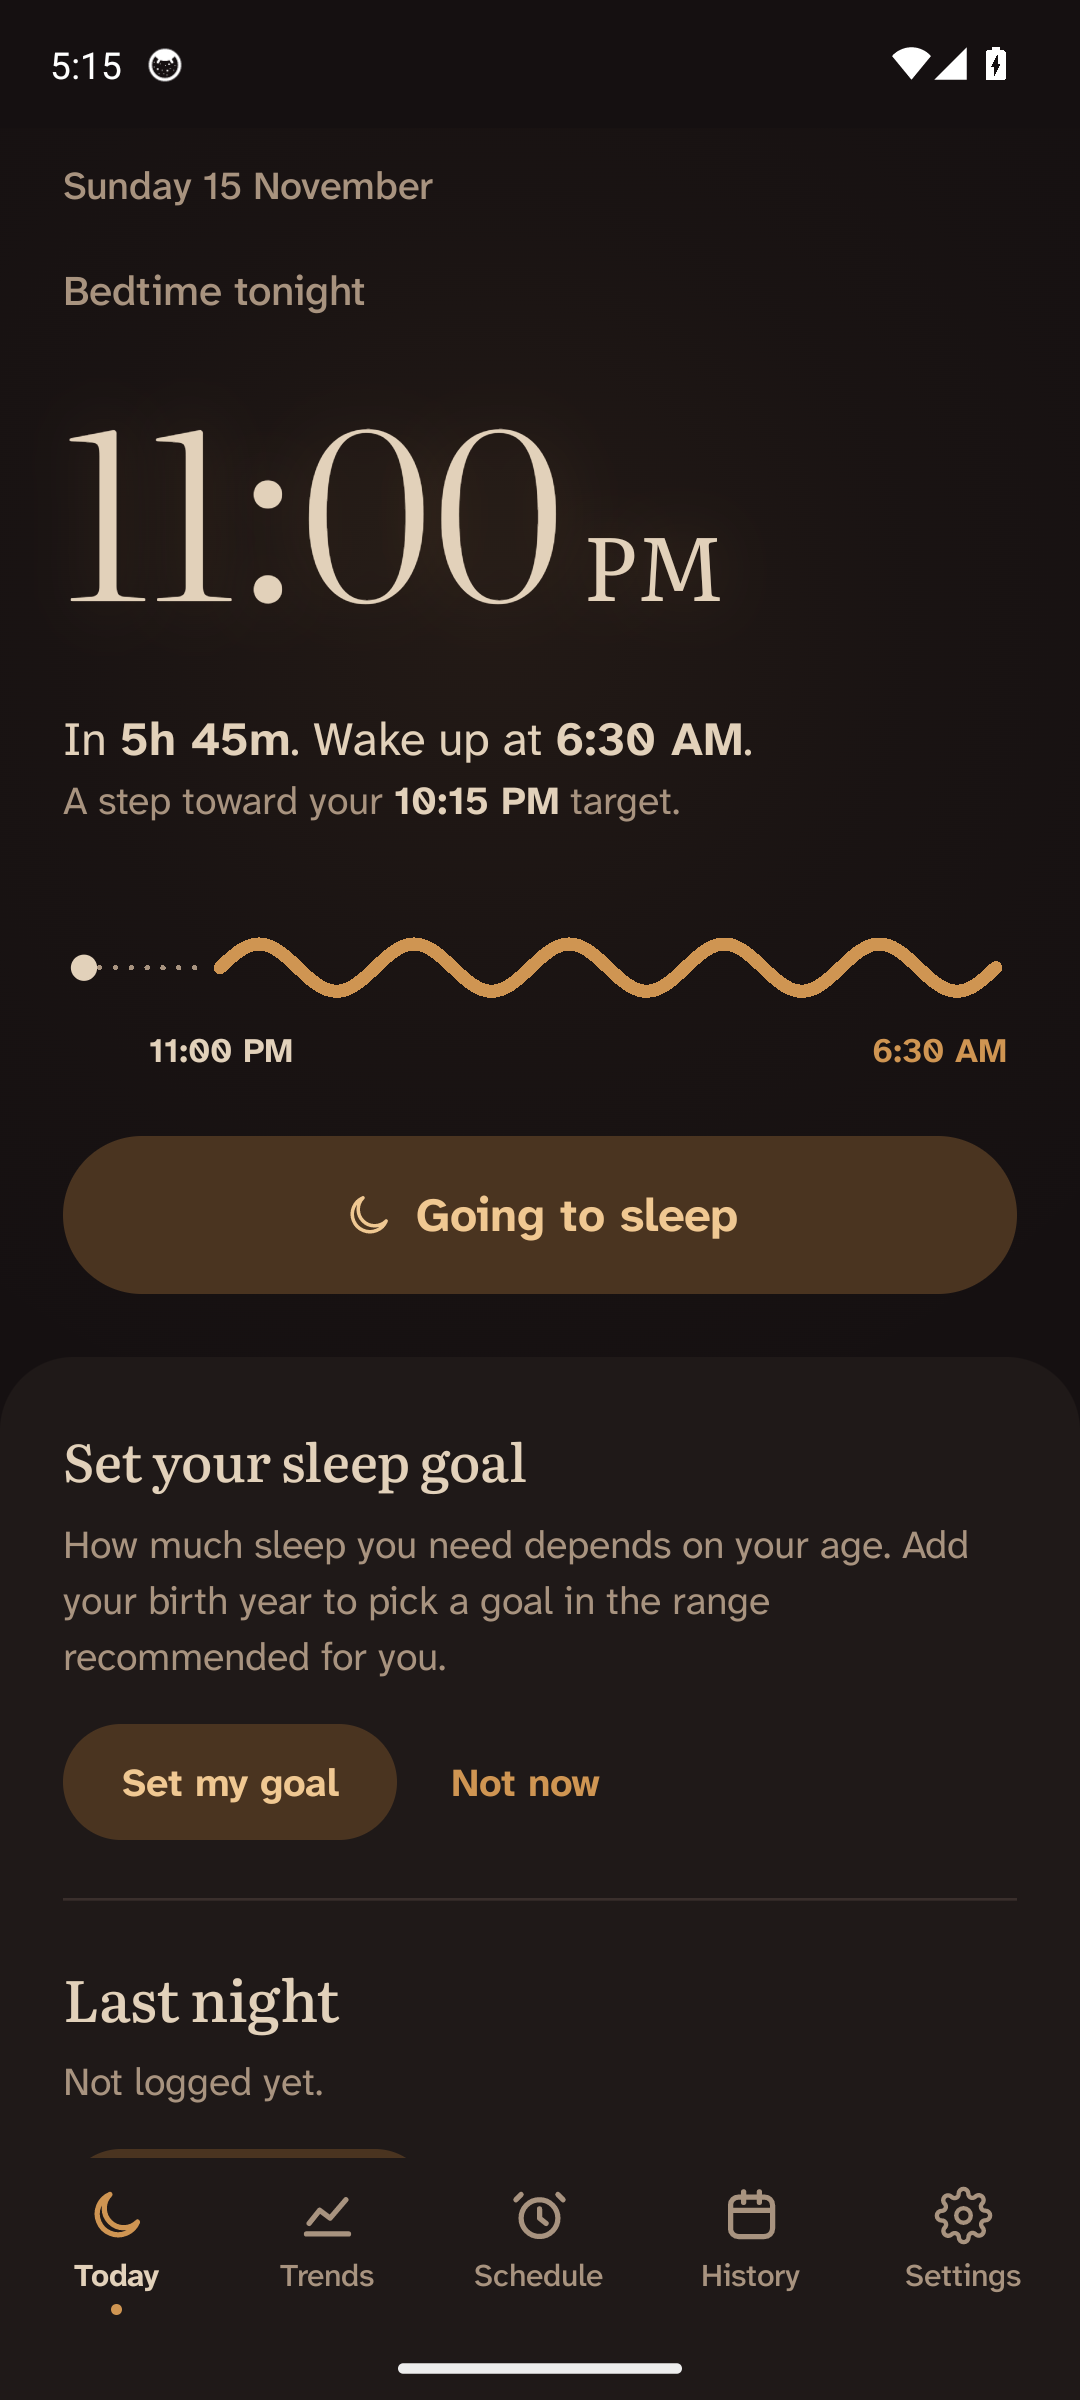 5:15
Sunday 15 November
Bedtime tonight
11:00 PM
In 5h 45m. Wake up at 6:30 AM.
A step toward your 10:15 PM target.
11:00 PM
6:30 AM
Going to sleep
Set your sleep goal
How much sleep you need depends on your age. Add
your birth year to pick a goal in the range
recommended for you.
Set my goal
Not now
Last night
Not logged yet.
Today
Trends
Schedule
History
Settings